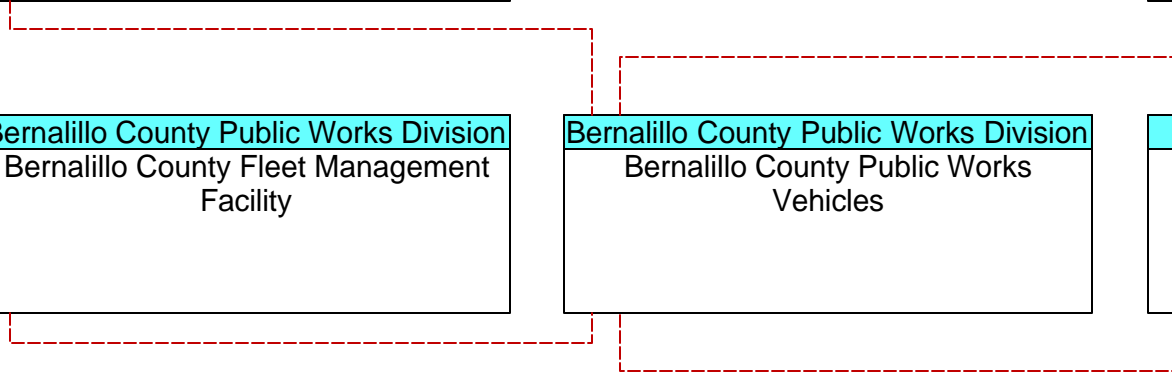 Bernalillo County Public Works Division
Bernalillo County Fleet Management
Facility
Bernalillo County Public Works Division
Bernalillo County Public Works
Vehicles